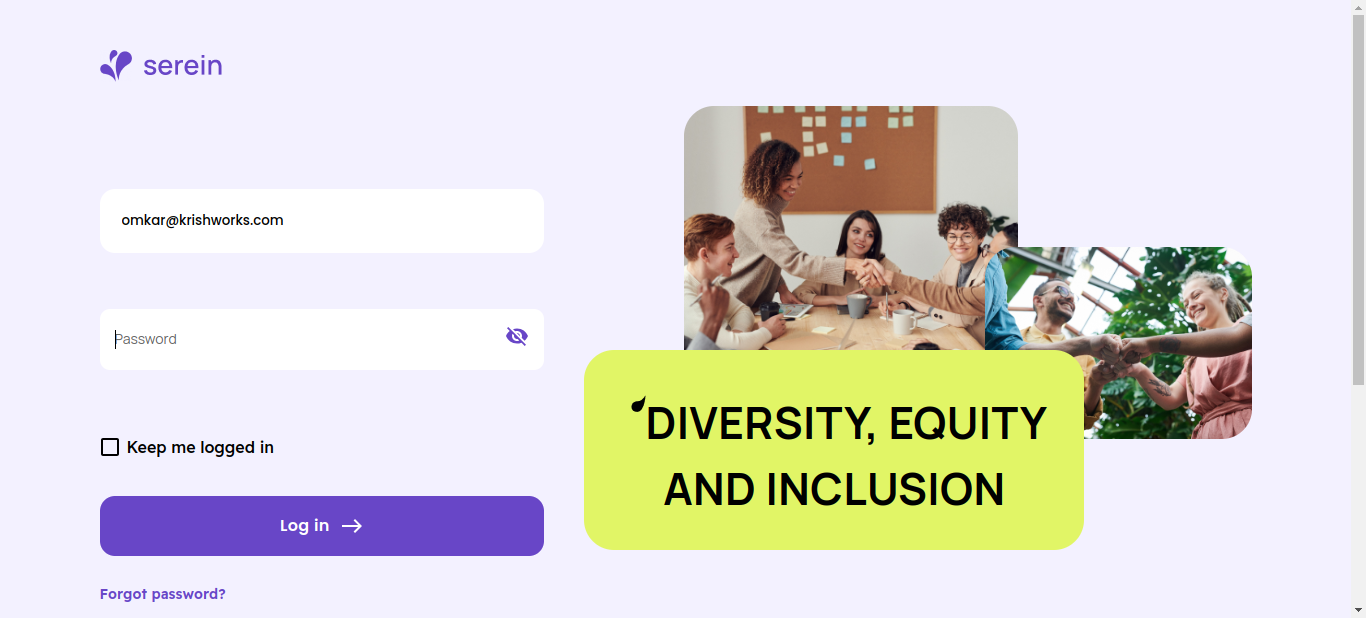 serein
omkar@krishworks.com
Password
Keep me logged in
Log in →
Forgot password?
DIVERSITY, EQUITY
AND INCLUSION